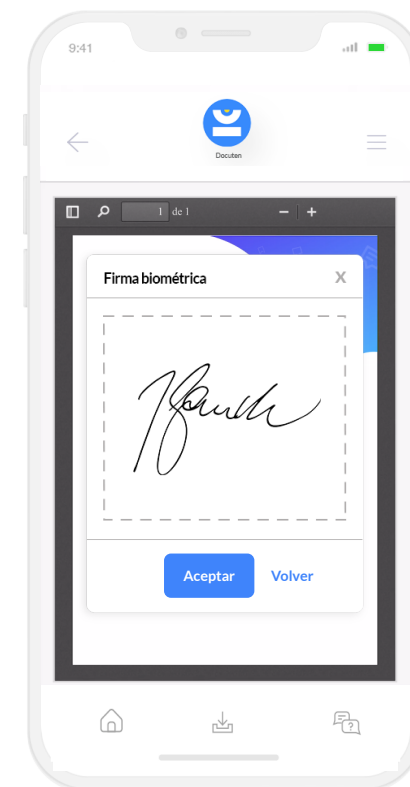 9:41
Docuten
1 de 1
Firma biométrica
X
Aceptar
Volver